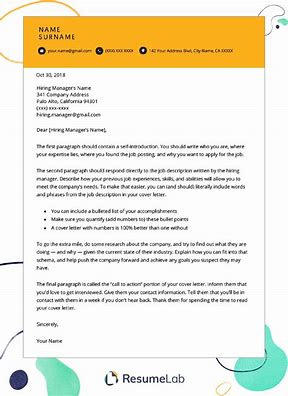 NAME
SURNAME
resume@gmail.com
(XXX) XXX XXXX
142 Your Address Blvd, City Name, CA XXXXX
Oct 30, 2018
Hiring Manager's Name
341 Company Address
Palo Alto, California 94301
(xxx)xxx-xxxx
hiring.manager@gmail.com
Dear [Hiring Manager's Name],
The first paragraph should contain a self-introduction. You should write who you are, where
your expertise lies, where you found the job posting, and why you want to apply for the job.
The second paragraph should respond directly to the job description written by the hiring
manager. Describe how your previous job experiences, skills, and abilities will allow you to
meet the company's needs. To make that easier, you can (and should) literally include words
and phrases from the job description in your cover letter.
You can include a bulleted list of your accomplishments
Make sure you quantify (add numbers to) these bullet points
A cover letter with numbers is 100% better than one without
To go the extra mile, do some research about the company, and try to find out what they are
doing — and why — given the current state of their industry. Explain how you can fit into that
schema, and help push the company forward and achieve any goals you suspect they may
have.
The final paragraph is called the "call to action" portion of your cover letter. Inform them that you'd
love to get interviewed. Give them your contact information. Tell them that you'll be in
contact with them in a week if you don't hear back. Thank them for spending the time to read
your cover letter.
Sincerely,
Your Name
ResumeLab